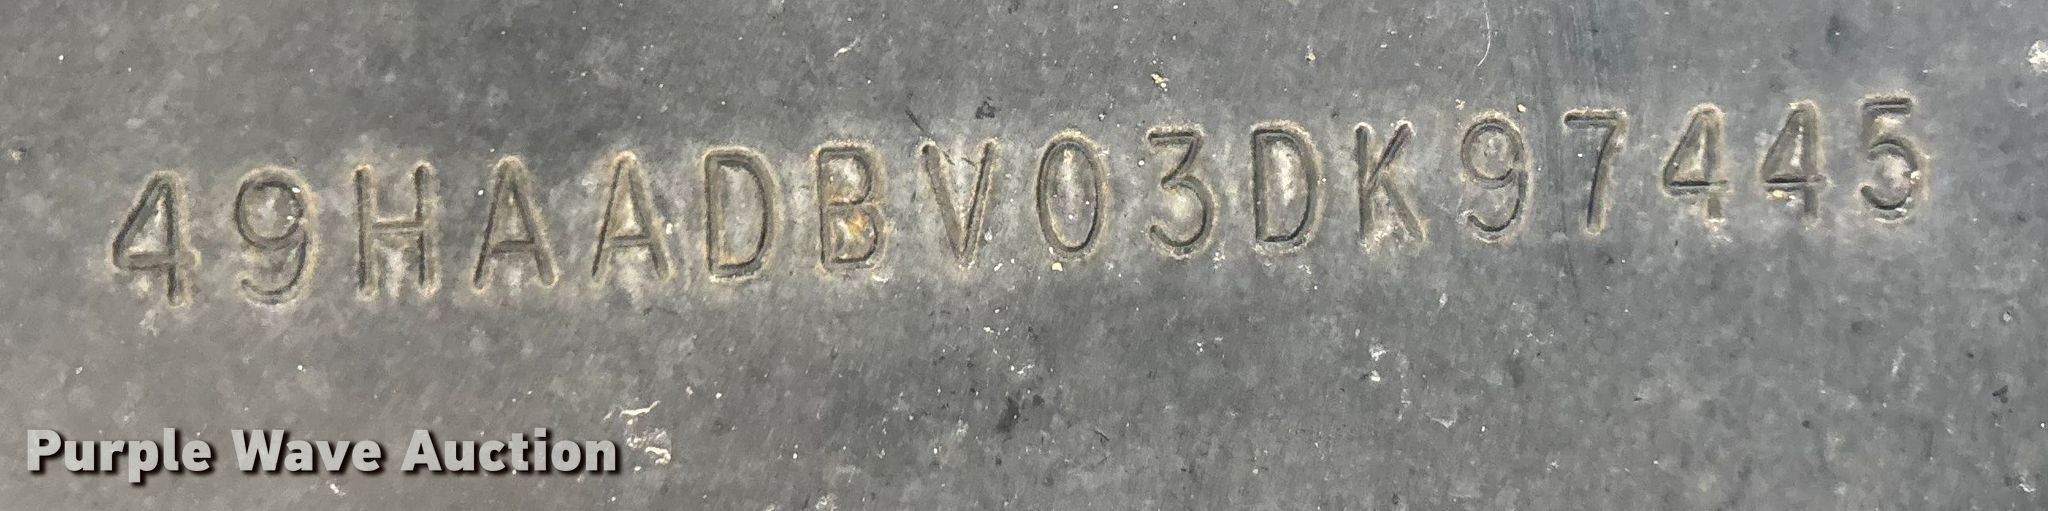 49HAADBV03DK97445
Purple Wave Auction